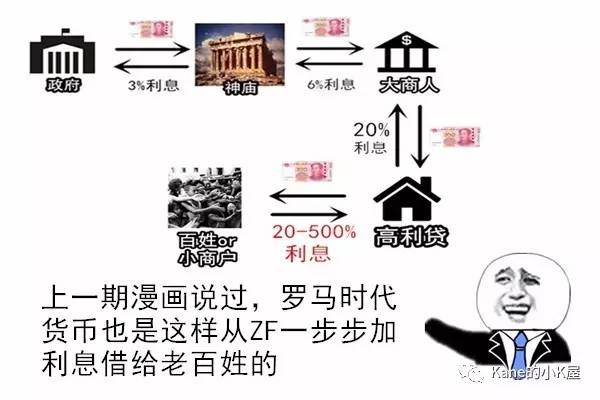 政府
3%利息
神庙
6%利息
大商人
20%
利息
百姓or
小商户
20-500%
利息
高利贷
上一期漫画说过，罗马时代
货币也是这样从ZF一步步加
利息借给老百姓的
Kane的小K屋